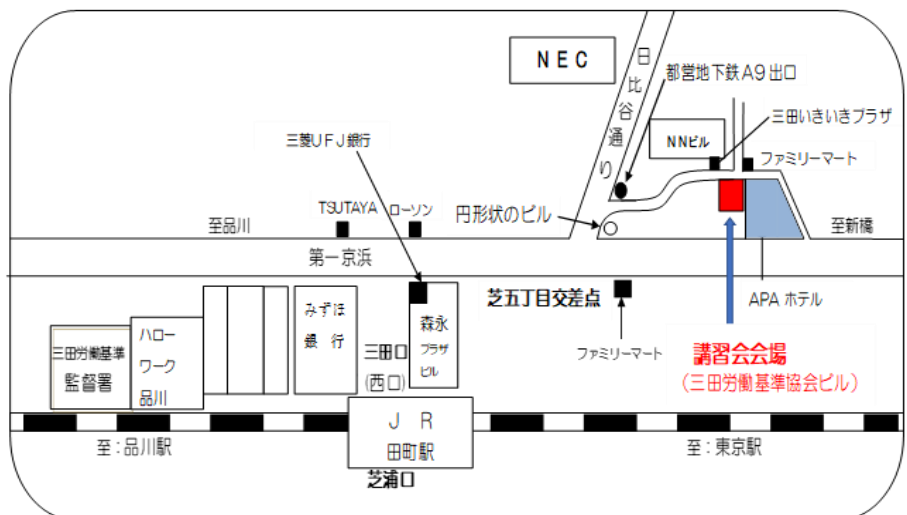 NEC
日比谷通り
都営地下鉄A9出口
三田いきいきプラザ
NNビル
ファミリーマート
三菱UFJ銀行
TSUTAYA
ローソン
円形状のビル
至品川
至新橋
第一京浜
芝五丁目交差点
APAホテル
みずほ
銀行
森永
プラザ
ビル
三田口
(西口)
ファミリーマート
講習会会場
(三田労働基準協会ビル)
三田労働基準
監督署
ハロー
ワーク
品川
JR
田町駅
至:品川駅
至:東京駅
芝浦口